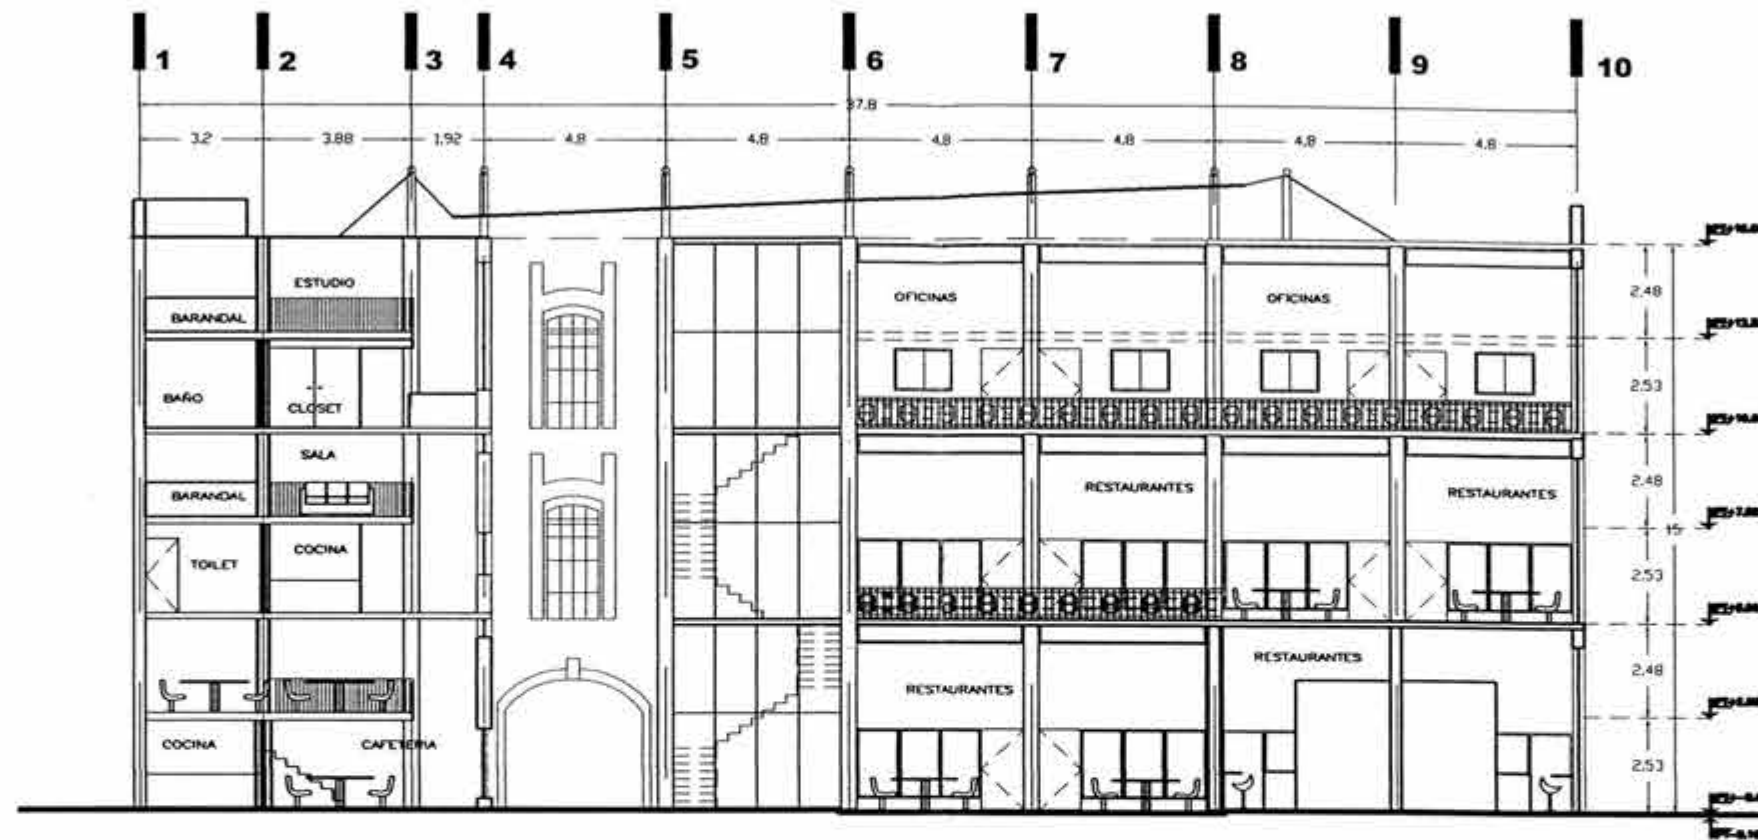 1 2 3 4 5 6 7 8 9 10
37.8
3.2 3.88 1.92 4.8 4.8 4.8 4.8 4.8 4.8
ESTUDIO
OFICINAS OFICINAS
2.48
BARANDAL
2.53
BAÑO
CLOSET
SALA
2.48
BARANDAL
RESTAURANTES RESTAURANTES
15
COCINA
TOILET
2.53
RESTAURANTES
2.48
RESTAURANTES
COCINA CAFETERIA
2.53